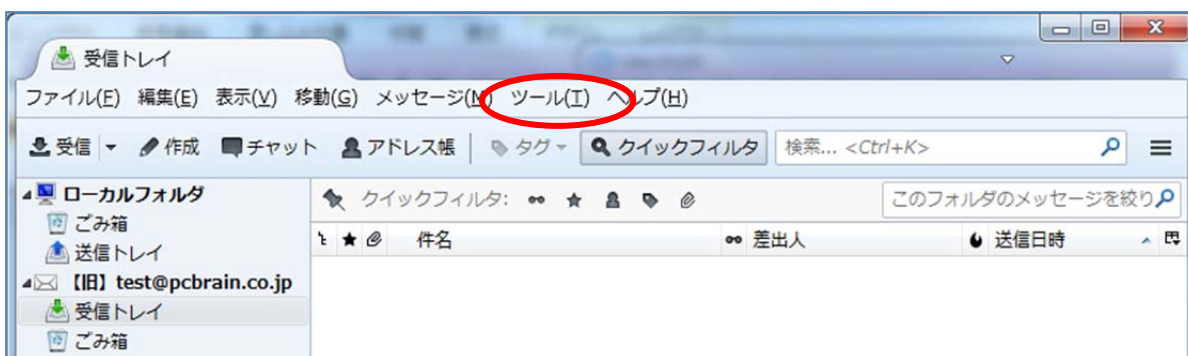 受信トレイ
ファイル(F) 編集(E) 表示(V) 移動(G) メッセージ(M) ツール(T) ヘルプ(H)
受信 作成 チャット アドレス帳 タグ クイックフィルタ 検索... <Ctrl+K>
ローカルフォルダ
クイックフィルタ: このフォルダのメッセージを絞り
ごみ箱
件名 差出人 送信日時
送信トレイ
【旧】test@pcbrain.co.jp
受信トレイ
ごみ箱